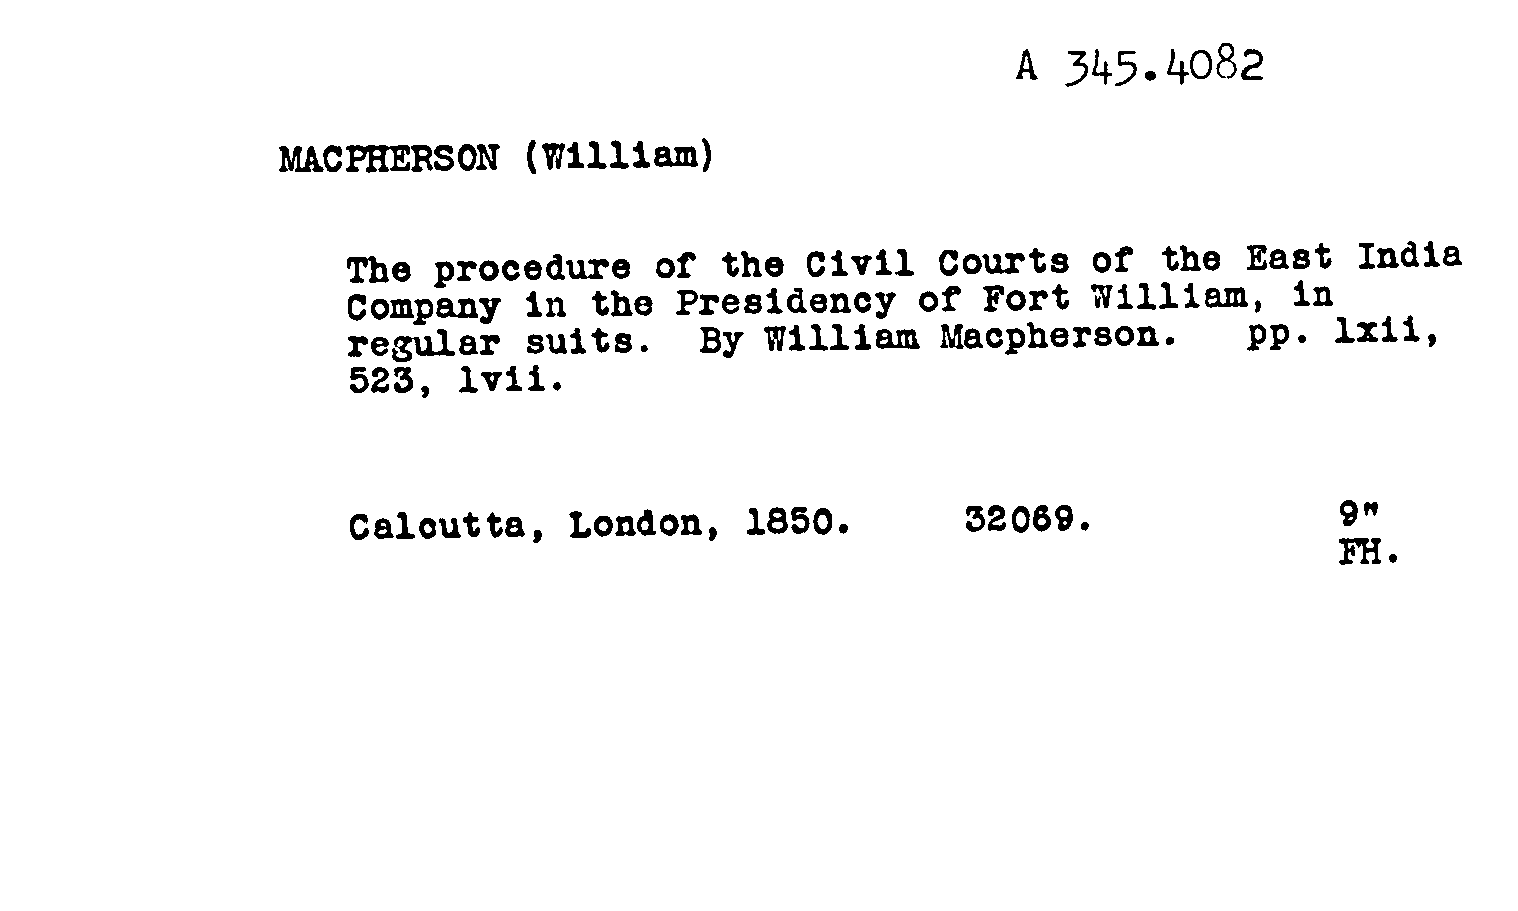 A 345.4082
MACPHERSON (William)
The procedure of the Civil Courts of the East India
Company in the Presidency of Fort William, in
regular suits. By William Macpherson. pp. lxii,
523, lvii.
Calcutta, London, 1850. 32069. 9"
FH.